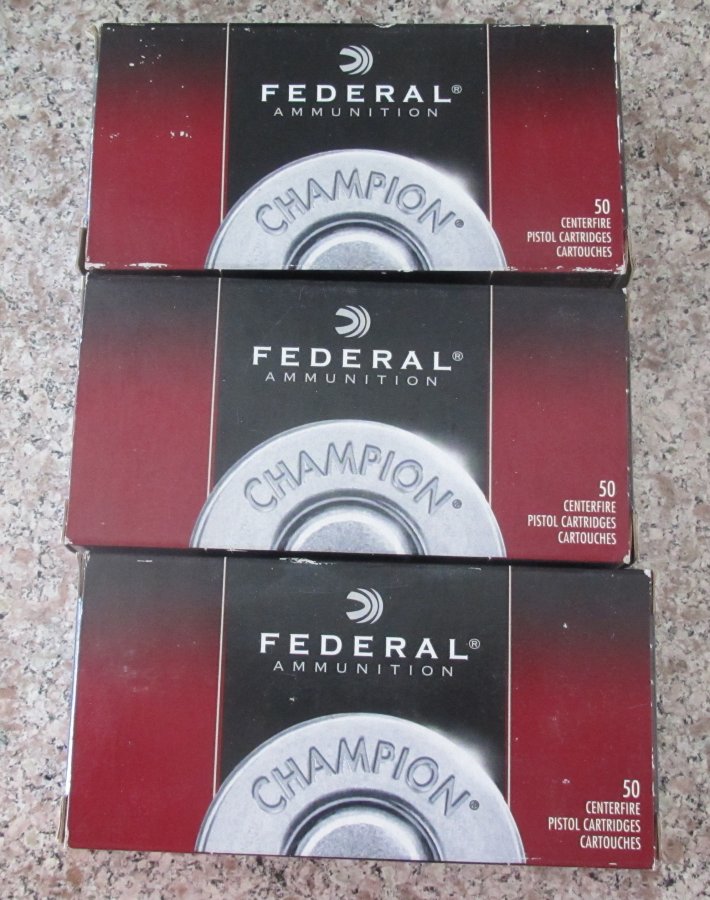 FEDERAL®
AMMUNITION
CHAMPION®
50
CENTERFIRE
PISTOL CARTRIDGES
CARTOUCHES
FEDERAL®
AMMUNITION
CHAMPION®
50
CENTERFIRE
PISTOL CARTRIDGES
CARTOUCHES
FEDERAL®
AMMUNITION
CHAMPION®
50
CENTERFIRE
PISTOL CARTRIDGES
CARTOUCHES